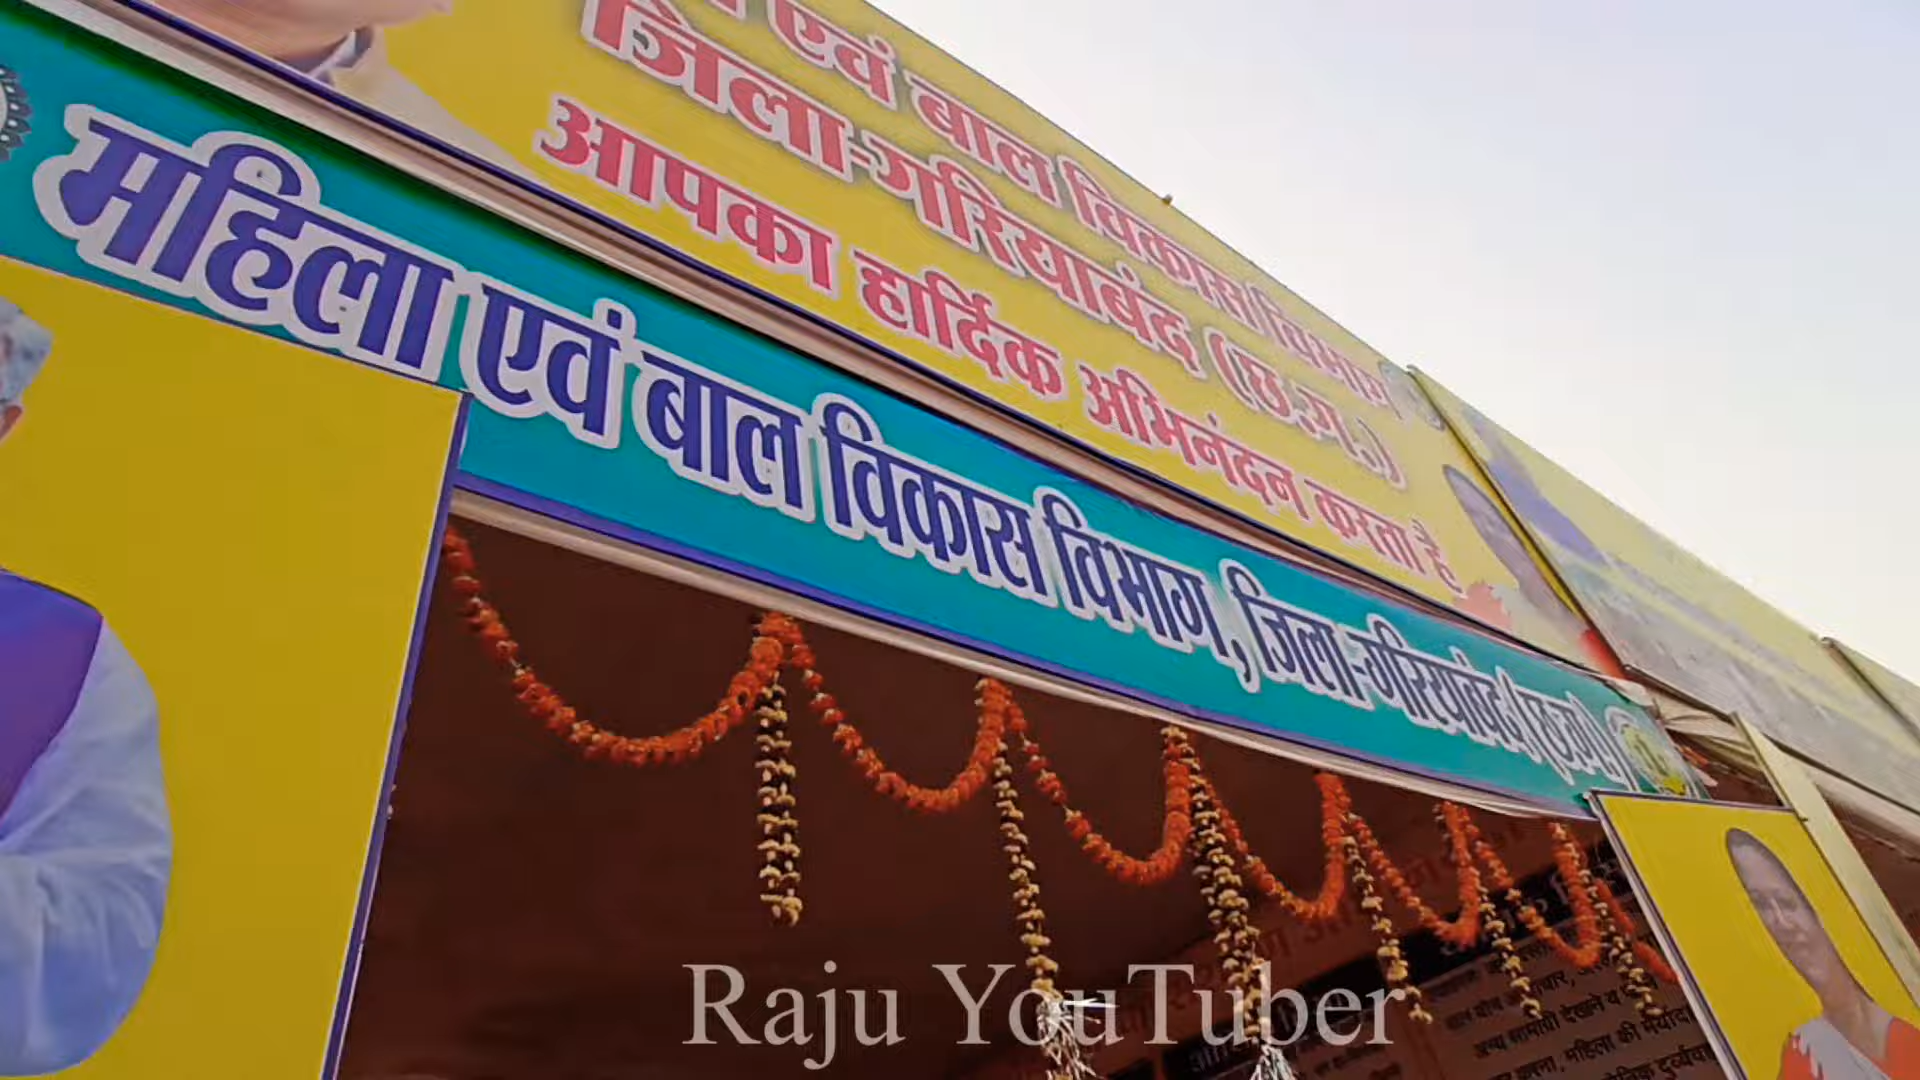 एवं बाल विकास विभाग
जिला-गरियाबंद (छ.ग.)
आपका हार्दिक अभिनंदन करता है
महिला एवं बाल विकास विभाग, जिला-गरियाबंद (छ.ग.)
Raju YouTuber